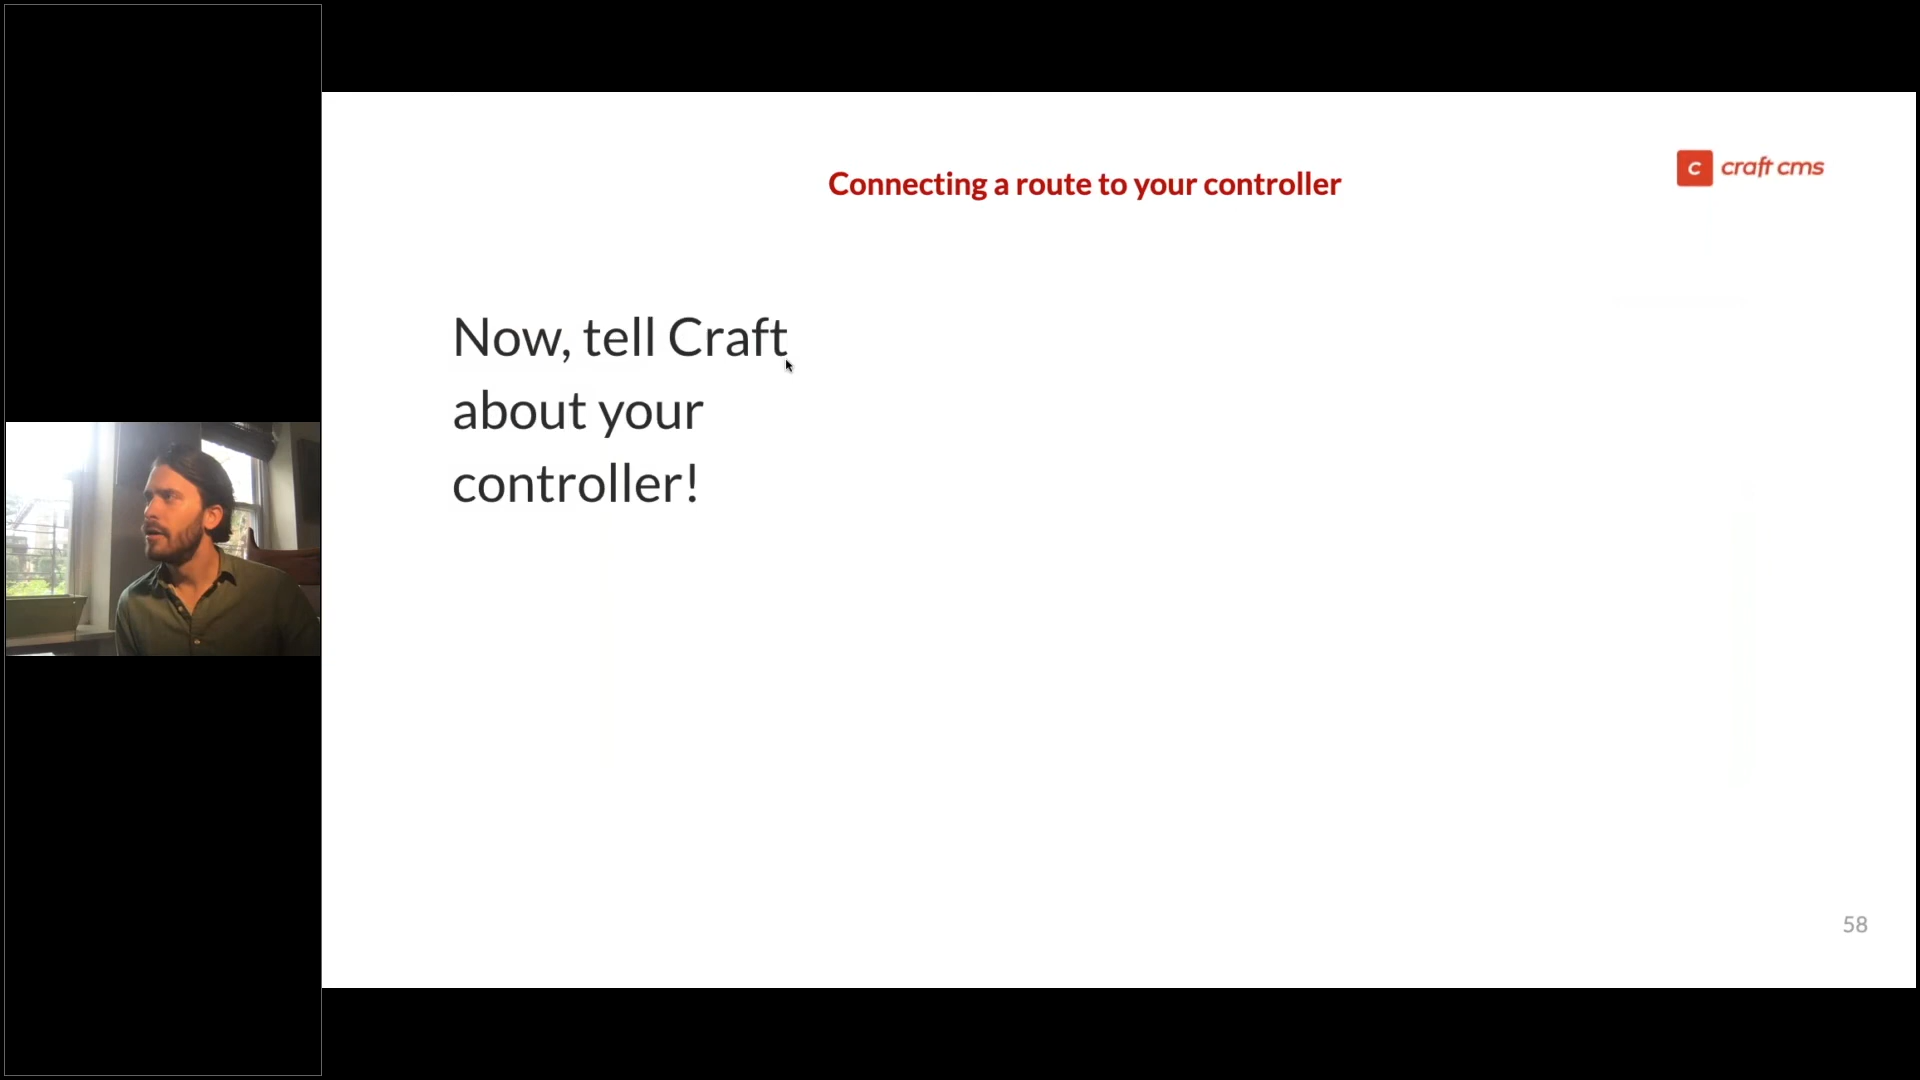 Connecting a route to your controller
c craft cms
Now, tell Craft
about your
controller!
58